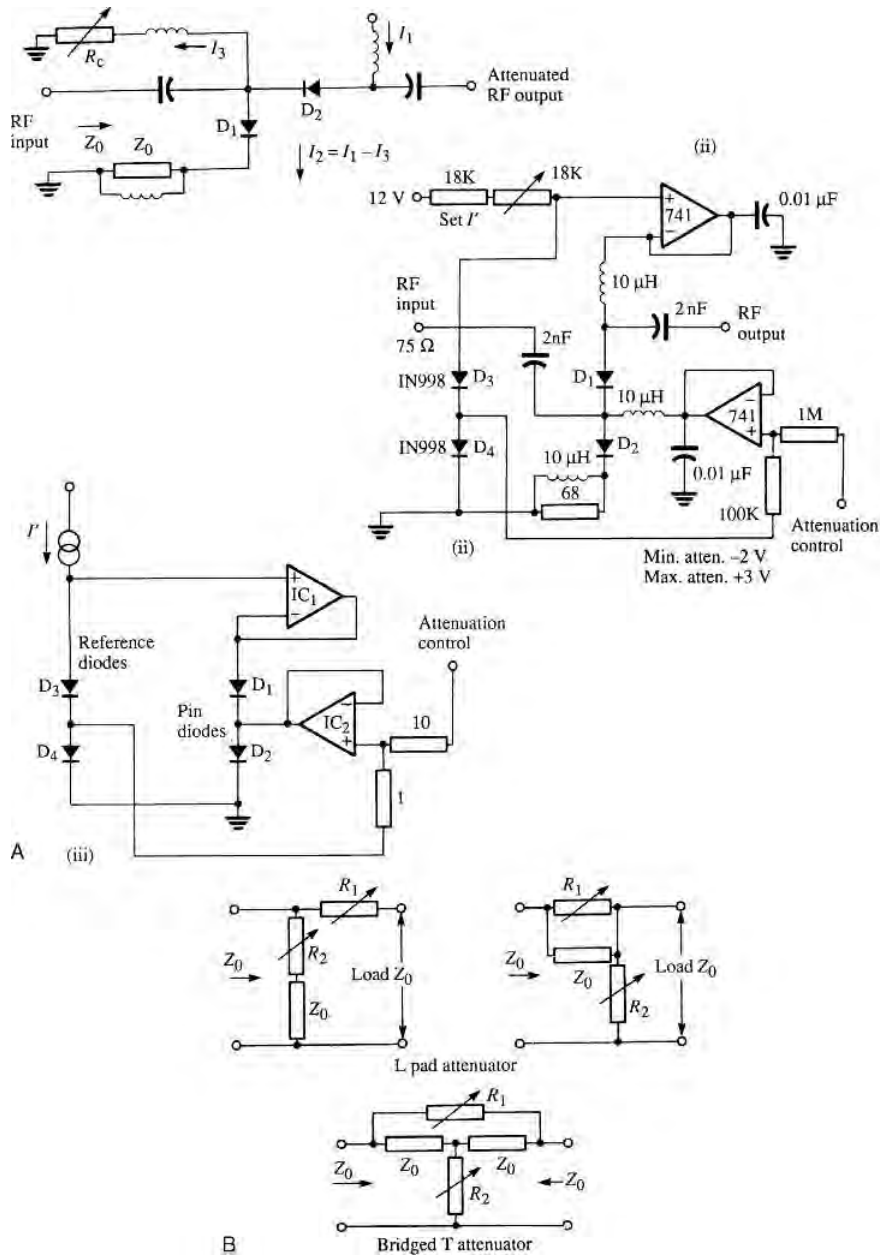 R_c
I_3
I_1
Attenuated
RF output
D_2
RF
input
Z_0
Z_0
D_1
I_2 = I_1 – I_3
(ii)
12 V
18K
18K
Set I'
+
741
–
0.01 µF
10 µH
RF
input
75 Ω
2nF
2 nF
RF
output
IN998
D_3
D_1
10 µH
–
741
+
1M
IN998
D_4
D_2
10 µH
68
0.01 µF
100K
Attenuation
control
(ii)
Min. atten. –2 V
Max. atten. +3 V
I'
+
IC_1
–
Reference
diodes
Attenuation
control
D_3
D_1
Pin
diodes
–
IC_2
+
10
D_4
D_2
1
A
(iii)
R_1
R_2
Z_0
Z_0
Load Z_0
R_1
Z_0
Z_0
R_2
Load Z_0
L pad attenuator
R_1
Z_0
Z_0
Z_0
Z_0
R_2
B
Bridged T attenuator